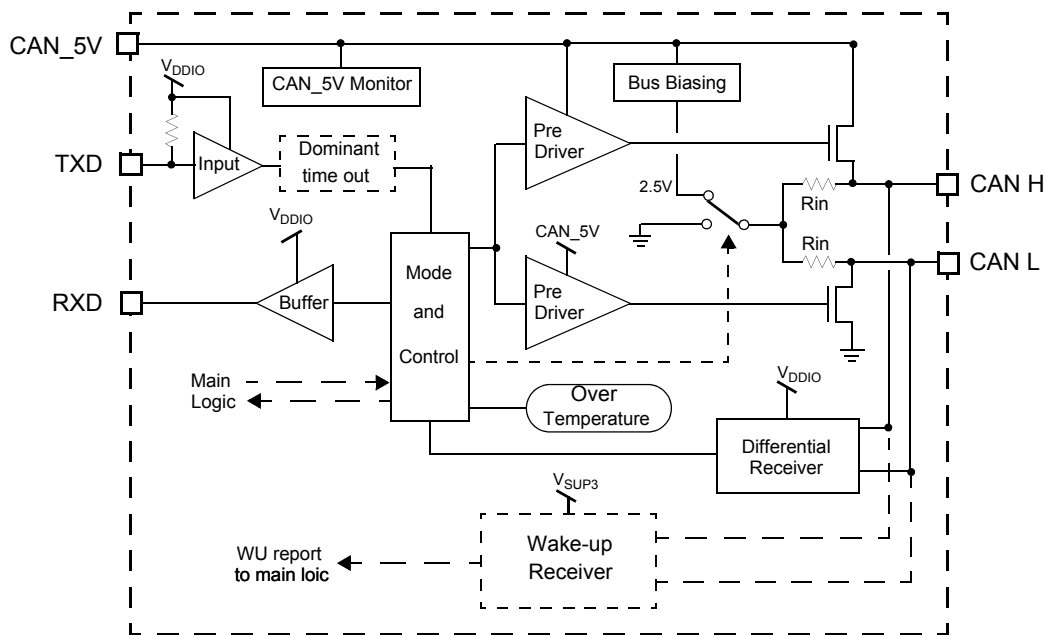 CAN_5V
VDDIO
CAN_5V Monitor
Bus Biasing
TXD
Input
Dominant
time out
Pre
Driver
2.5V
Rin
CAN H
VDDIO
Rin
CAN L
RXD
Buffer
Mode
and
Control
CAN_5V
Pre
Driver
Main
Logic
Over
Temperature
VDDIO
Differential
Receiver
VSUP3
WU report
to main loic
Wake-up
Receiver